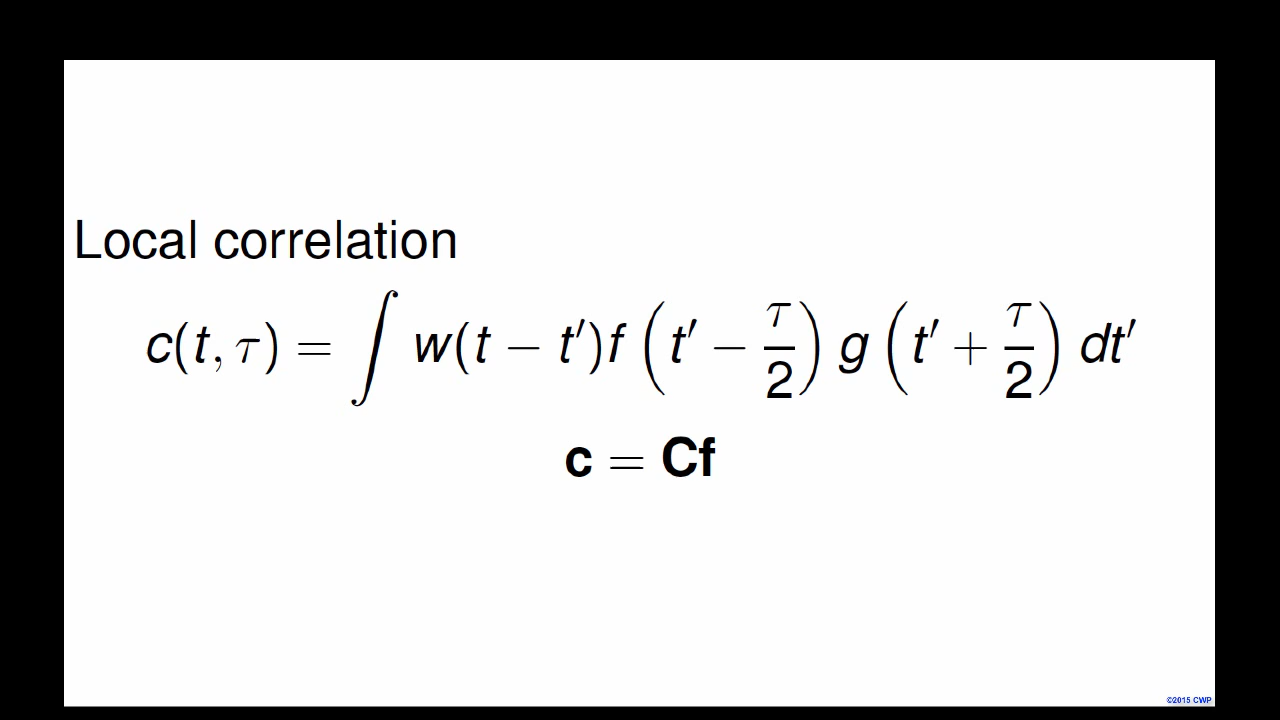 Local correlation
c(t, τ) = ∫ w(t − t′)f (t′ − τ/2) g (t′ + τ/2) dt′
c = Cf
©2015 CWP